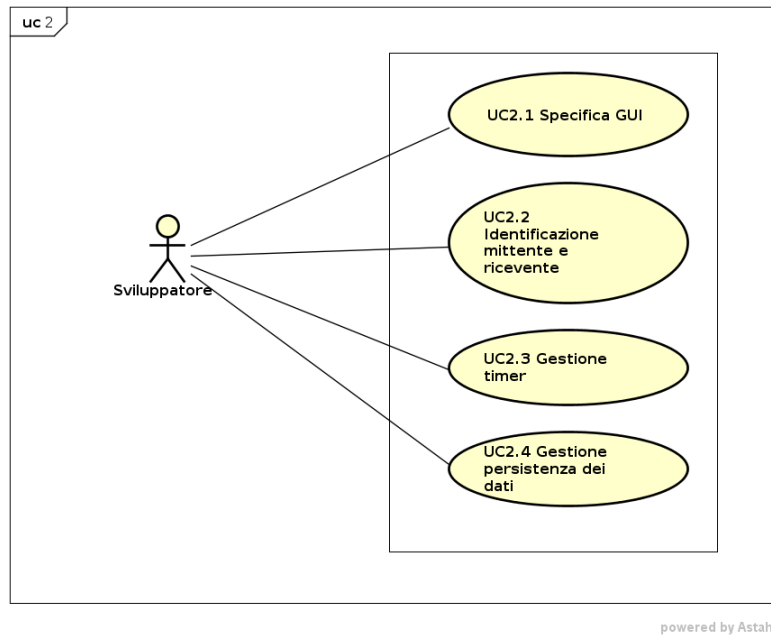 uc 2
UC2.1 Specifica GUI
UC2.2
Identificazione
mittente e
ricevente
Sviluppatore
UC2.3 Gestione
timer
UC2.4 Gestione
persistenza dei
dati
powered by Astah